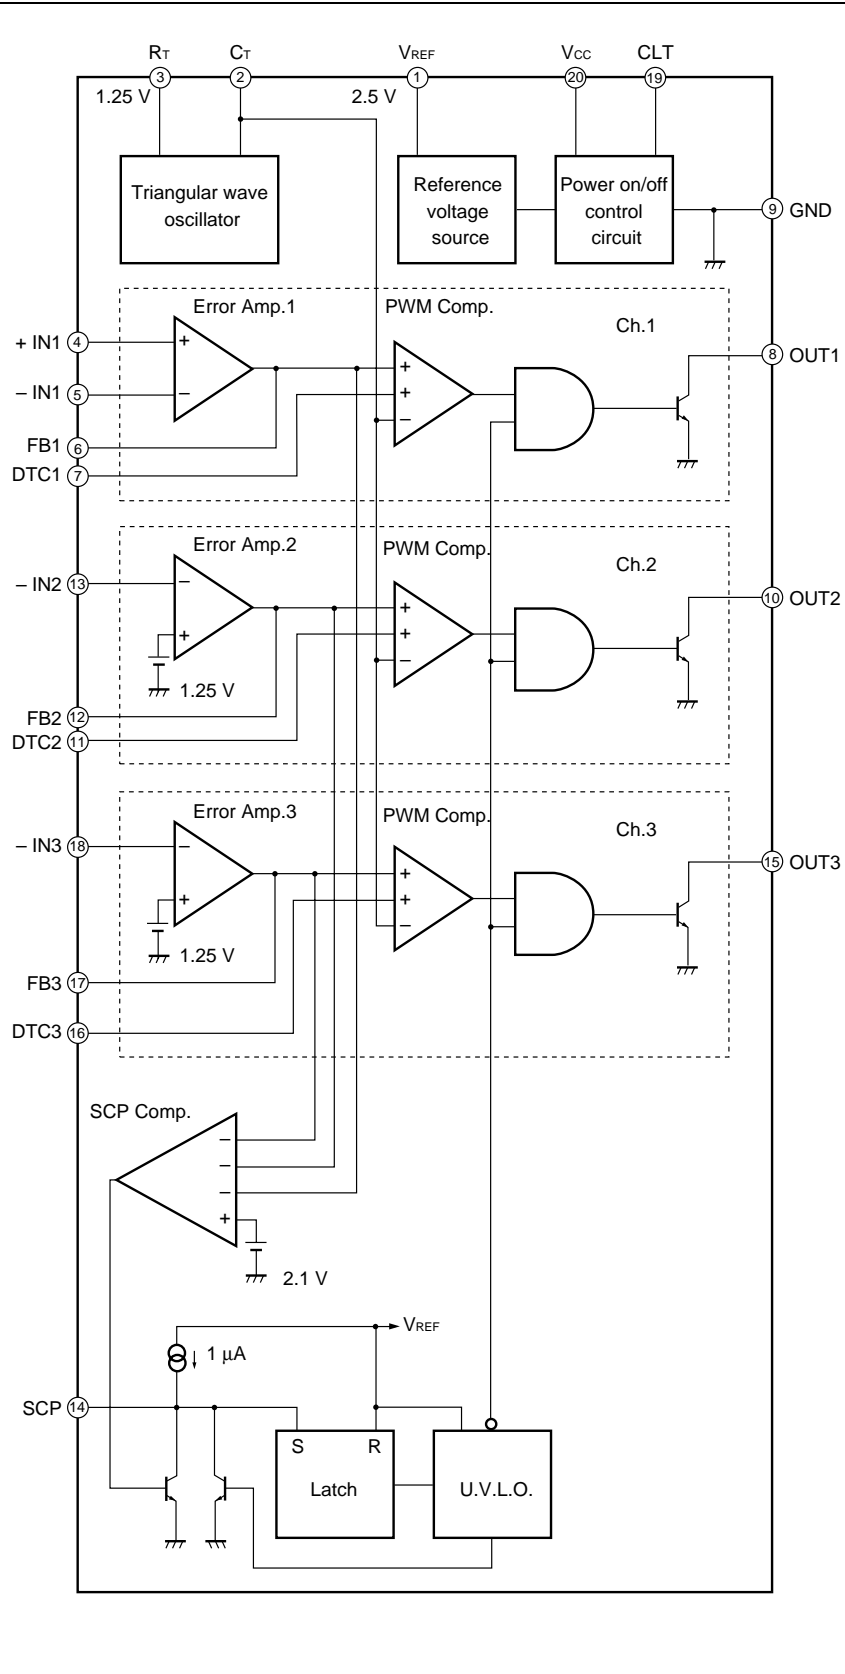 RT CT VREF VCC CLT
3 2 1 20 19
1.25 V 2.5 V
Triangular wave
oscillator
Reference
voltage
source
Power on/off
control
circuit
9 GND
Error Amp.1 PWM Comp. Ch.1
+ IN1 4
+
– IN1 5
–
FB1 6
DTC1 7
+
+
–
8 OUT1
Error Amp.2 PWM Comp. Ch.2
– IN2 13
–
+
1.25 V
FB2 12
DTC2 11
+
+
–
10 OUT2
Error Amp.3 PWM Comp. Ch.3
– IN3 18
–
+
1.25 V
FB3 17
DTC3 16
+
+
–
15 OUT3
SCP Comp.
–
–
–
+
2.1 V
VREF
1 µA
SCP 14
S R
Latch
U.V.L.O.